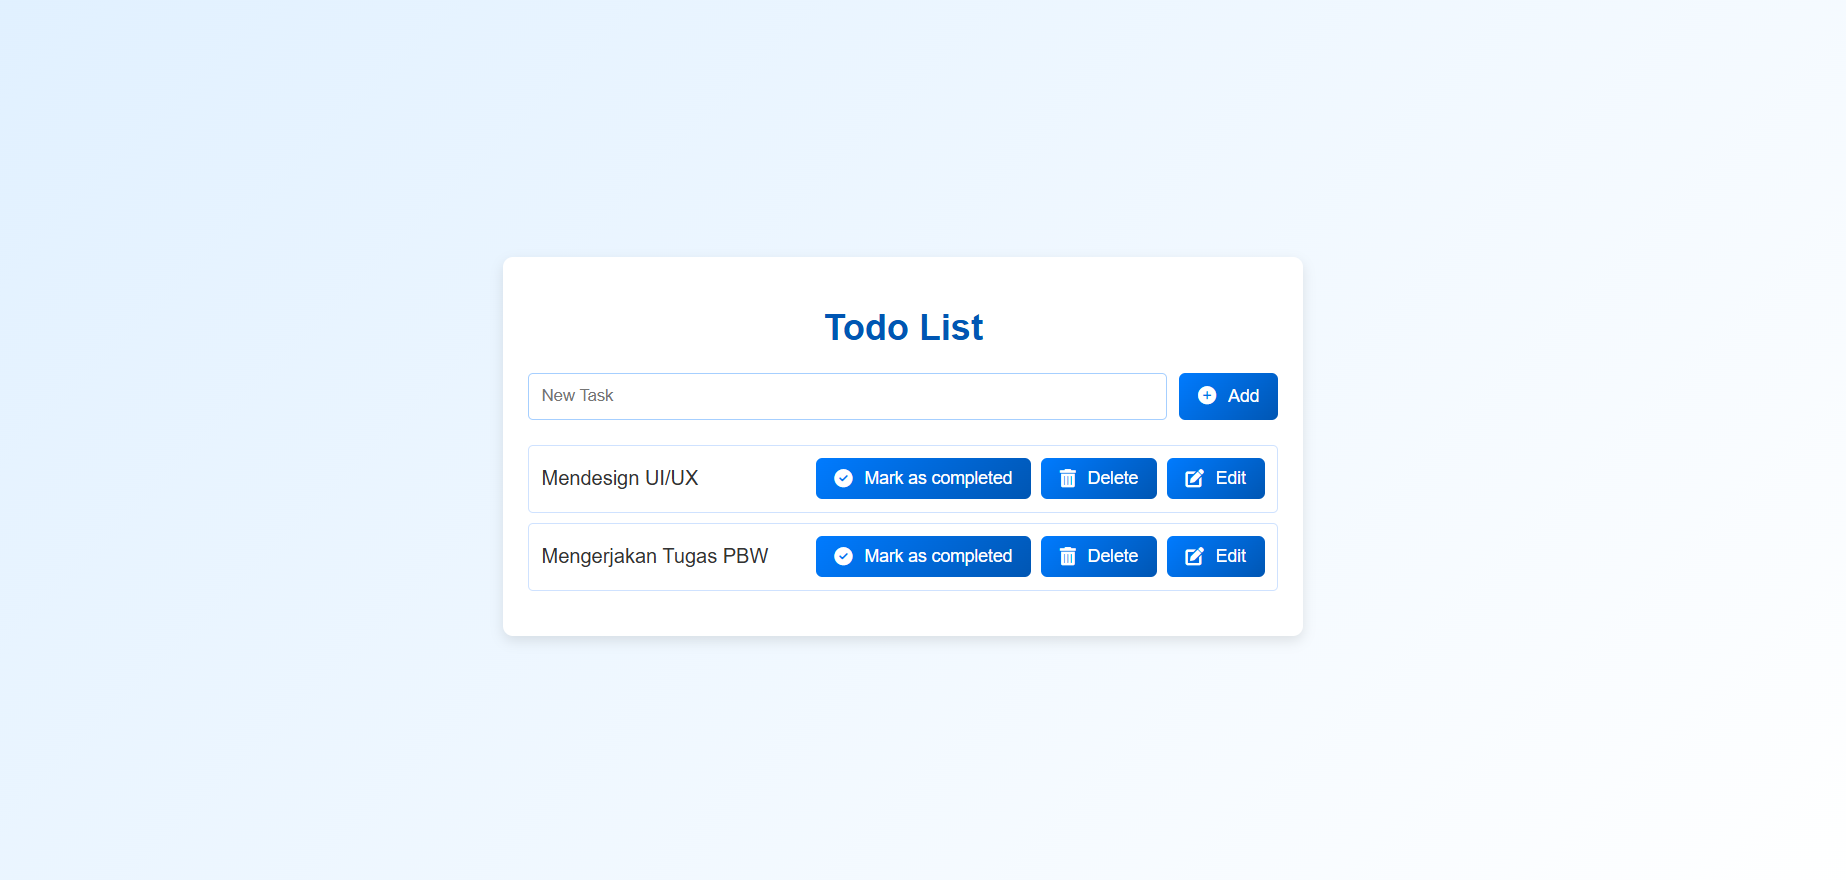 Todo List
New Task Add
Mendesign UI/UX Mark as completed Delete Edit
Mengerjakan Tugas PBW Mark as completed Delete Edit